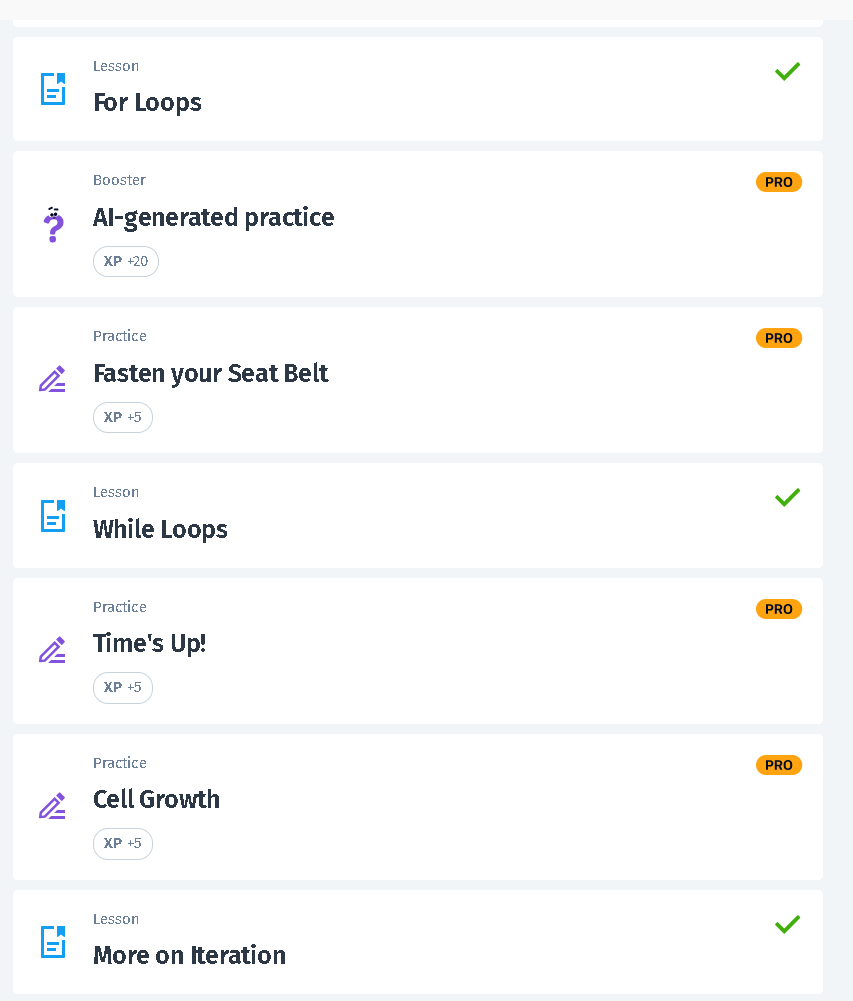 Lesson
For Loops
Booster
PRO
AI-generated practice
XP +20
Practice
PRO
Fasten your Seat Belt
XP +5
Lesson
While Loops
Practice
PRO
Time's Up!
XP +5
Practice
PRO
Cell Growth
XP +5
Lesson
More on Iteration